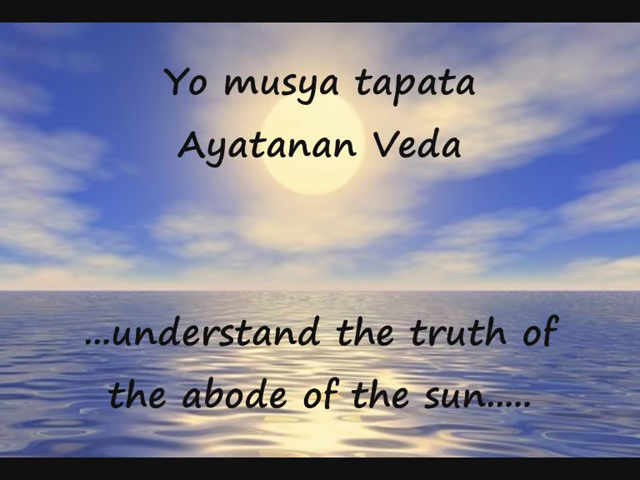 Yo musya tapata
Ayatanan Veda
...understand the truth of
the abode of the sun.....